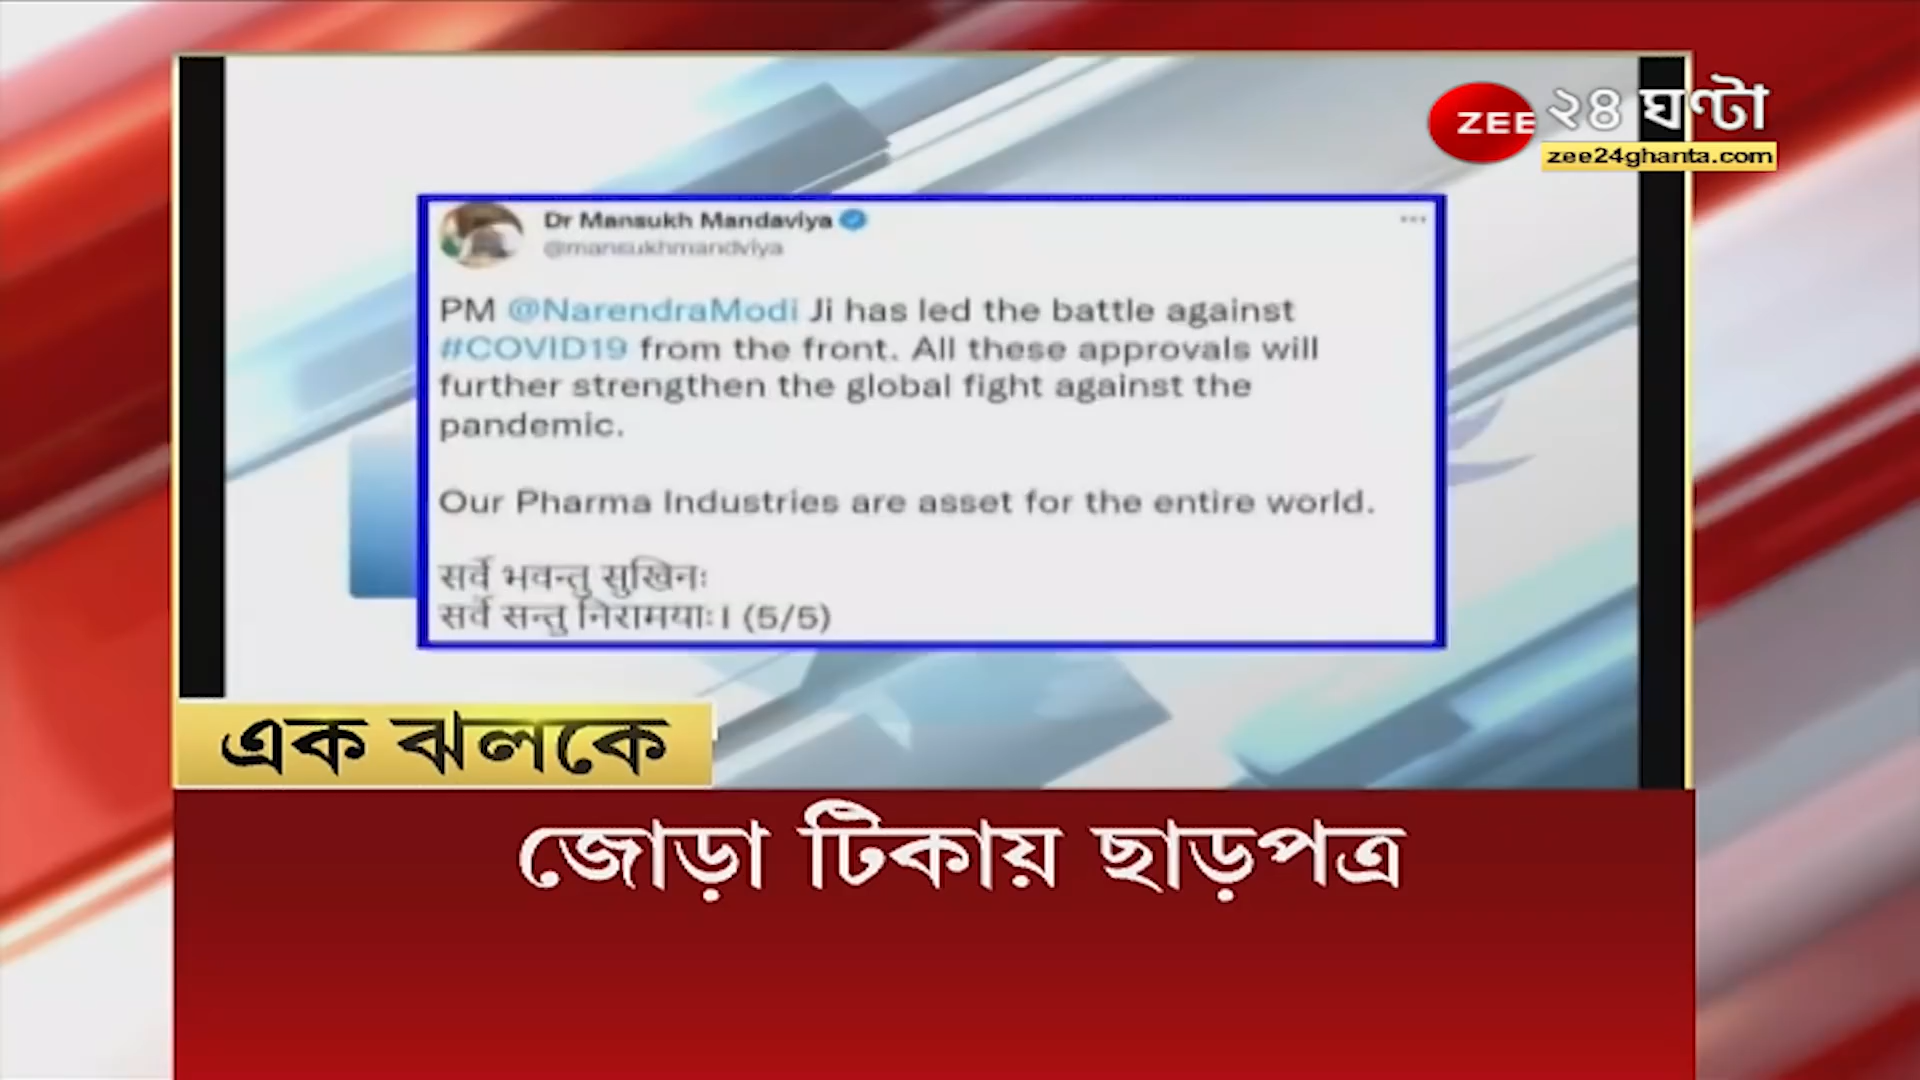 ZEE ২৪ ঘণ্টা
zee24ghanta.com
Dr Mansukh Mandaviya
@mansukhmandviya
PM @NarendraModi Ji has led the battle against
#COVID19 from the front. All these approvals will
further strengthen the global fight against the
pandemic.
Our Pharma Industries are asset for the entire world.
सर्वे भवन्तु सुखिनः
सर्वे सन्तु निरामयाः। (5/5)
এক ঝলকে
জোড়া টিকায় ছাড়পত্র